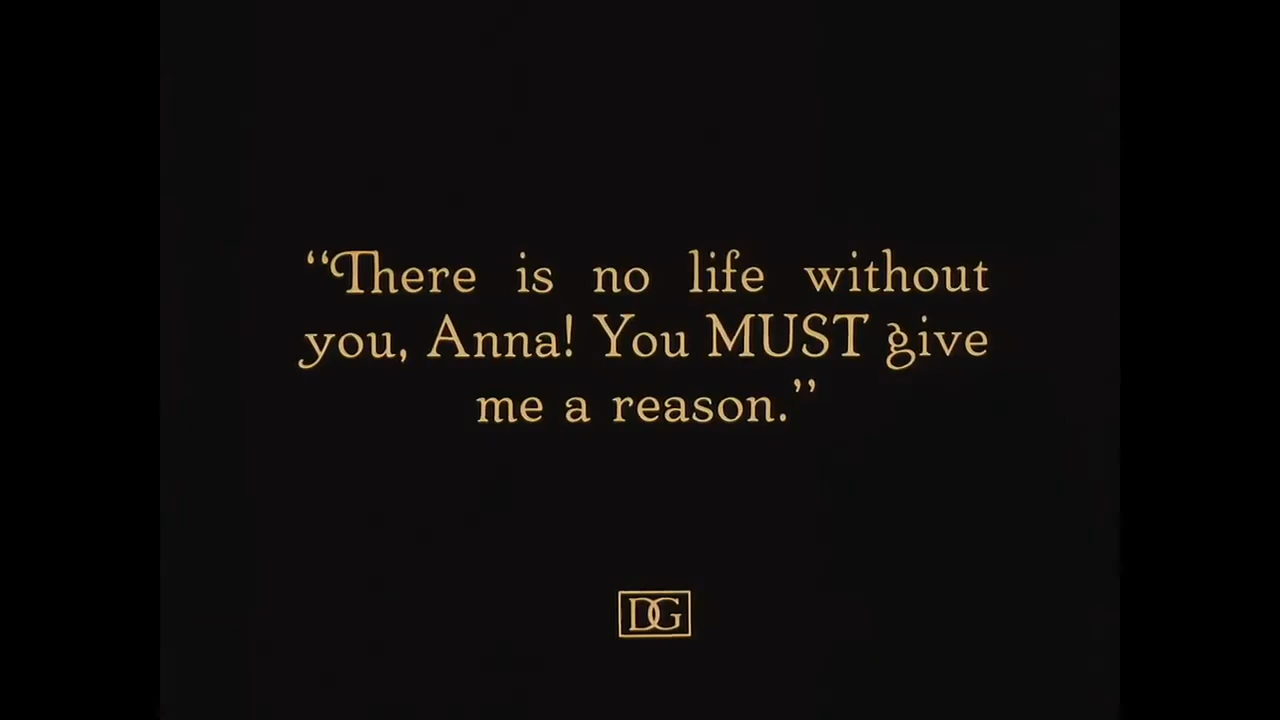 “There is no life without
you, Anna! You MUST give
me a reason.”
DG